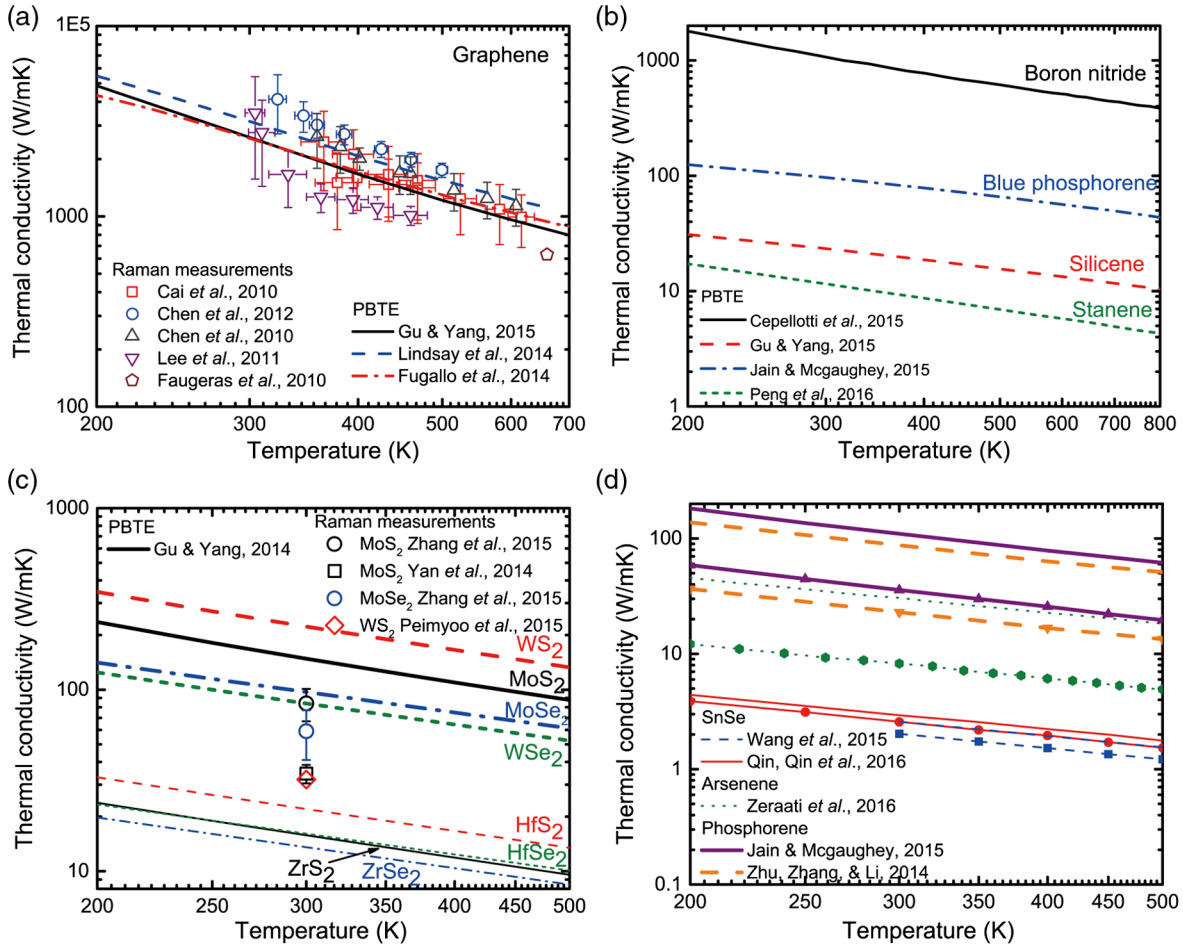 (a)
1E5
1000
100
Thermal conductivity (W/mK)
Graphene
Raman measurements
Cai et al., 2010
Chen et al., 2012
Chen et al., 2010
Lee et al., 2011
Faugeras et al., 2010
PBTE
Gu & Yang, 2015
Lindsay et al., 2014
Fugallo et al., 2014
200 300 400 500 600 700
Temperature (K)
(b)
1000
100
10
1
Thermal conductivity (W/mK)
Boron nitride
Blue phosphorene
Silicene
Stanene
PBTE
Cepellotti et al., 2015
Gu & Yang, 2015
Jain & Mcgaughey, 2015
Peng et al., 2016
200 300 400 500 600 700 800
Temperature (K)
(c)
1000
100
10
Thermal conductivity (W/mK)
PBTE
Gu & Yang, 2014
Raman measurements
MoS2 Zhang et al., 2015
MoS2 Yan et al., 2014
MoSe2 Zhang et al., 2015
WS2 Peimyoo et al., 2015
WS2
MoS2
MoSe2
WSe2
HfS2
HfSe2
ZrS2
ZrSe2
200 250 300 350 400 450 500
Temperature (K)
(d)
100
10
1
0.1
Thermal conductivity (W/mK)
SnSe
Wang et al., 2015
Qin, Qin et al., 2016
Arsenene
Zeraati et al., 2016
Phosphorene
Jain & Mcgaughey, 2015
Zhu, Zhang, & Li, 2014
200 250 300 350 400 450 500
Temperature (K)